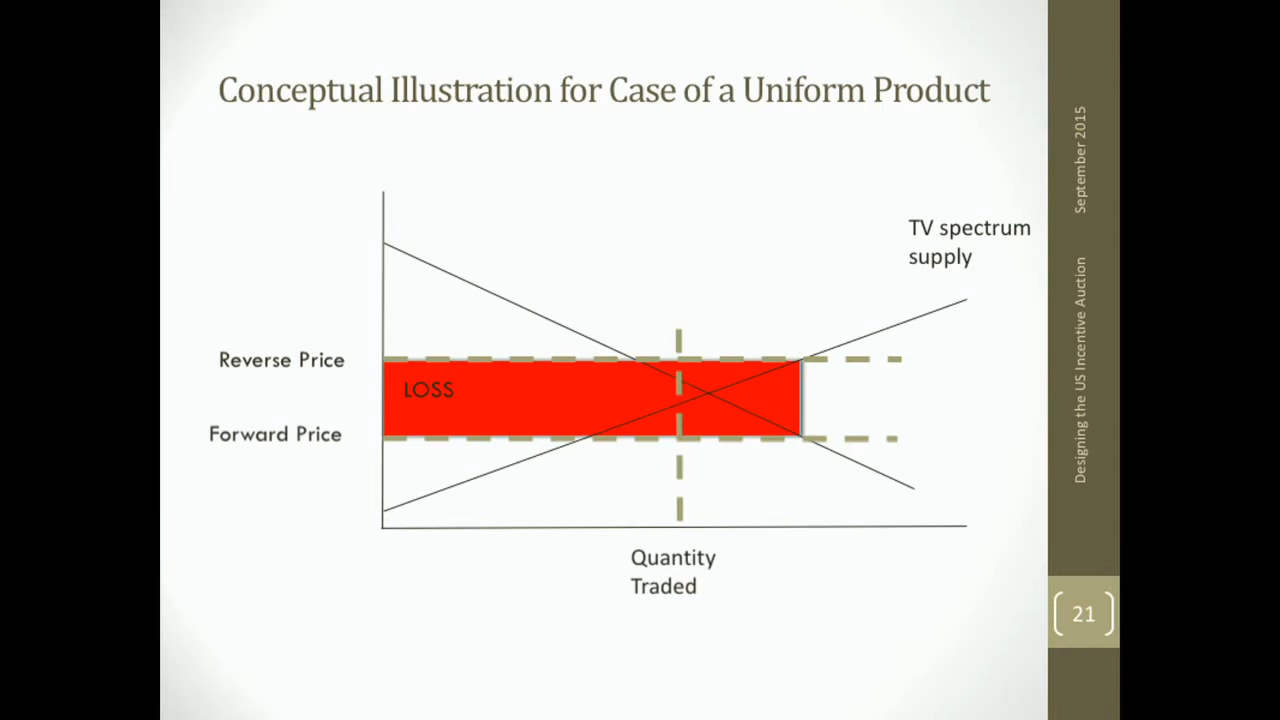 Conceptual Illustration for Case of a Uniform Product
TV spectrum
supply
Reverse Price
LOSS
Forward Price
Quantity
Traded
September 2015
Designing the US Incentive Auction
21